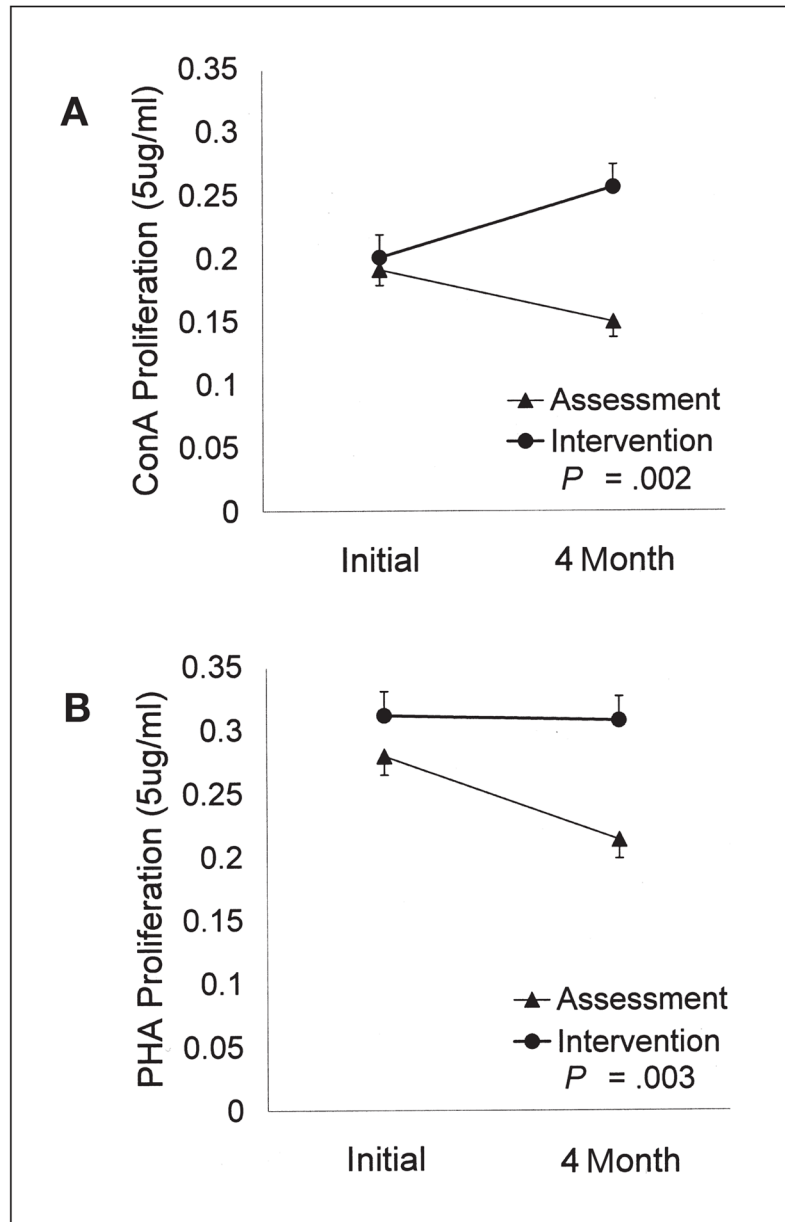 A
ConA Proliferation (5ug/ml)
0.35
0.3
0.25
0.2
0.15
0.1
0.05
0
Assessment
Intervention
P = .002
Initial 4 Month
B
PHA Proliferation (5ug/ml)
0.35
0.3
0.25
0.2
0.15
0.1
0.05
0
Assessment
Intervention
P = .003
Initial 4 Month